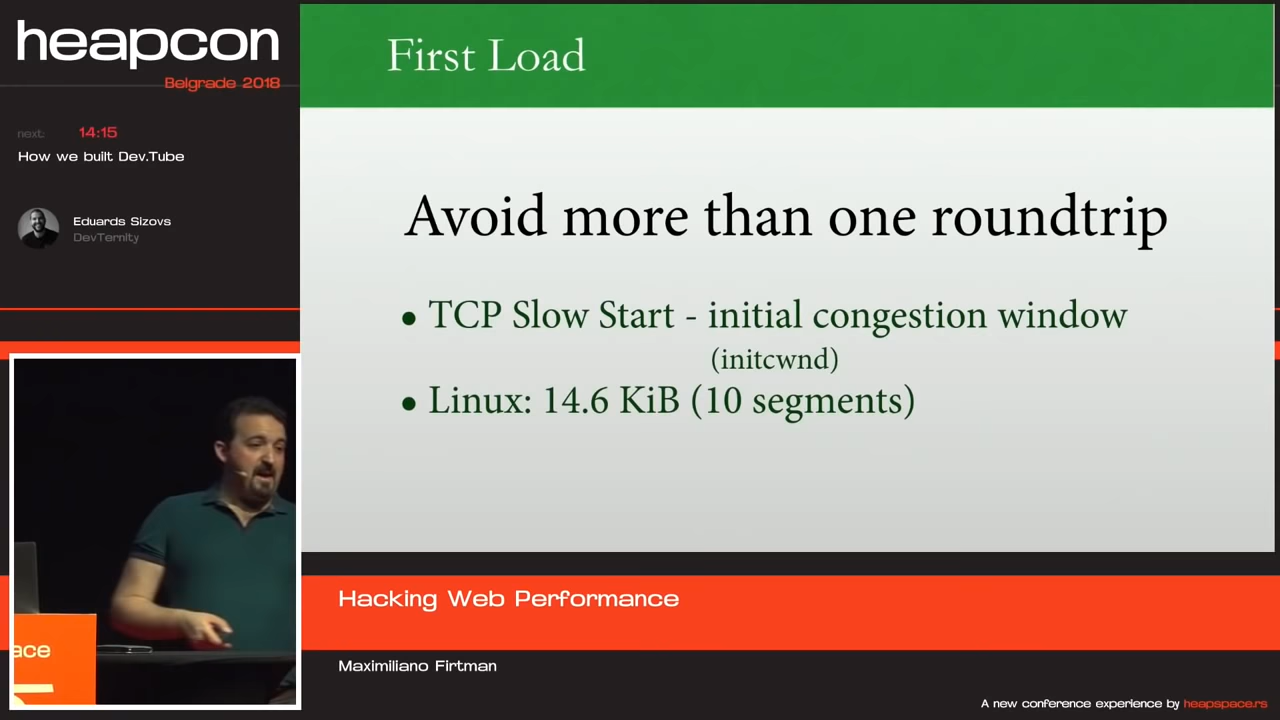 heapcon
Belgrade 2018
next: 14:15
How we built Dev.Tube
Eduards Sizovs
DevTernity
First Load
Avoid more than one roundtrip
• TCP Slow Start - initial congestion window
(initcwnd)
• Linux: 14.6 KiB (10 segments)
ace
Hacking Web Performance
Maximiliano Firtman
A new conference experience by heapspace.rs